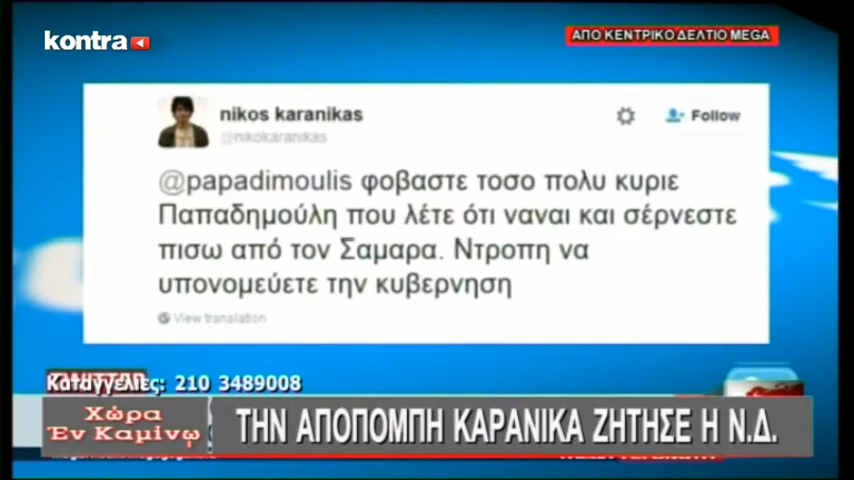 kontra
ΑΠΟ ΚΕΝΤΡΙΚΟ ΔΕΛΤΙΟ MEGA
nikos karanikas
@nikokaranikas
Follow
@papadimoulis φοβαστε τοσο πολυ κυριε
Παπαδημούλη που λέτε ότι ναναι και σέρνεστε
πισω από τον Σαμαρα. Ντροπη να
υπονομεύετε την κυβερνηση
View translation
Καταγγελίες: 210 3489008
Χώρα
Έν Καμίνῳ
ΤΗΝ ΑΠΟΠΟΜΠΗ ΚΑΡΑΝΙΚΑ ΖΗΤΗΣΕ Η Ν.Δ.